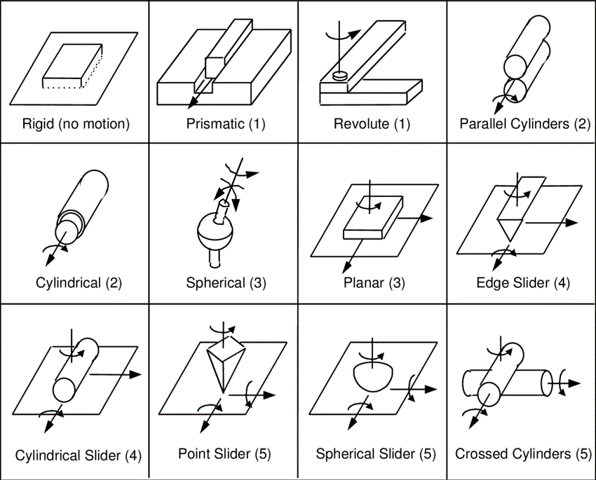 Rigid (no motion)
Prismatic (1)
Revolute (1)
Parallel Cylinders (2)
Cylindrical (2)
Spherical (3)
Planar (3)
Edge Slider (4)
Cylindrical Slider (4)
Point Slider (5)
Spherical Slider (5)
Crossed Cylinders (5)